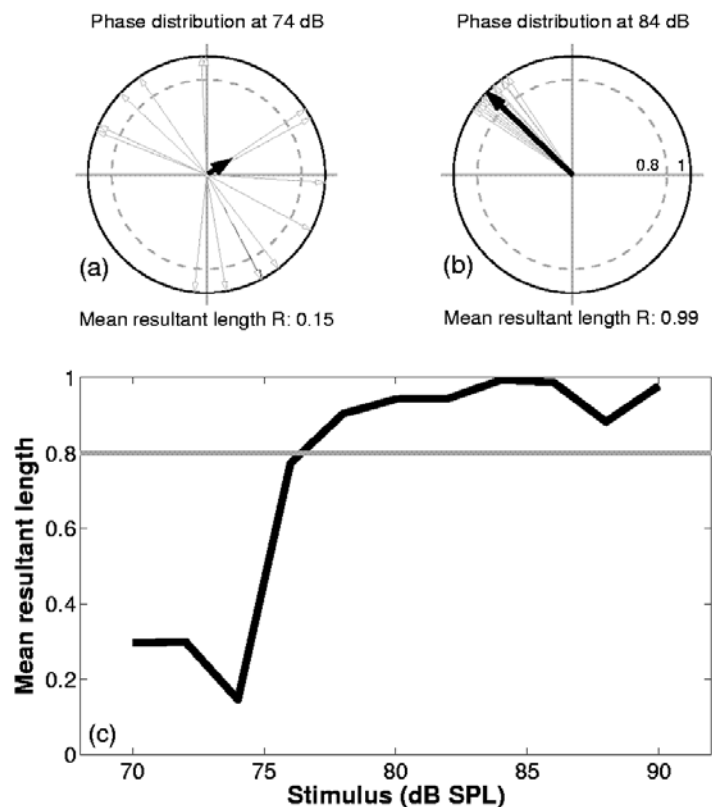 Phase distribution at 74 dB
Phase distribution at 84 dB
0.8 1
(a)
(b)
Mean resultant length R: 0.15
Mean resultant length R: 0.99
1
0.8
0.6
0.4
0.2
0
Mean resultant length
(c)
70 75 80 85 90
Stimulus (dB SPL)